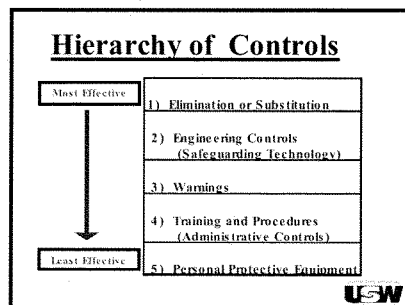 Hierarchy of Controls
Most Effective
1) Elimination or Substitution
2) Engineering Controls
(Safeguarding Technology)
3) Warnings
4) Training and Procedures
(Administrative Controls)
Least Effective
5) Personal Protective Equipment
USW